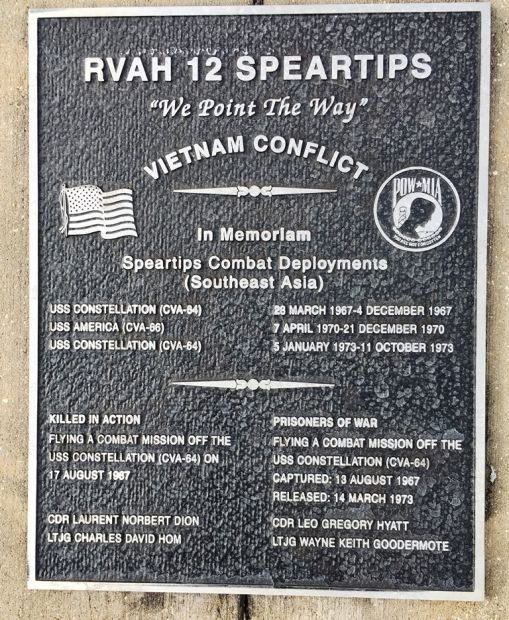 RVAH 12 SPEARTIPS
"We Point The Way"
VIETNAM CONFLICT
POW★MIA
YOU ARE NOT FORGOTTEN
In Memoriam
Speartips Combat Deployments
(Southeast Asia)
USS CONSTELLATION (CVA-64) 28 MARCH 1967-4 DECEMBER 1967
USS AMERICA (CVA-66) 7 APRIL 1970-21 DECEMBER 1970
USS CONSTELLATION (CVA-64) 5 JANUARY 1973-11 OCTOBER 1973
KILLED IN ACTION
FLYING A COMBAT MISSION OFF THE
USS CONSTELLATION (CVA-64) ON
17 AUGUST 1967
CDR LAURENT NORBERT DION
LTJG CHARLES DAVID HOM
PRISONERS OF WAR
FLYING A COMBAT MISSION OFF THE
USS CONSTELLATION (CVA-64)
CAPTURED: 13 AUGUST 1967
RELEASED: 14 MARCH 1973
CDR LEO GREGORY HYATT
LTJG WAYNE KEITH GOODERMOTE